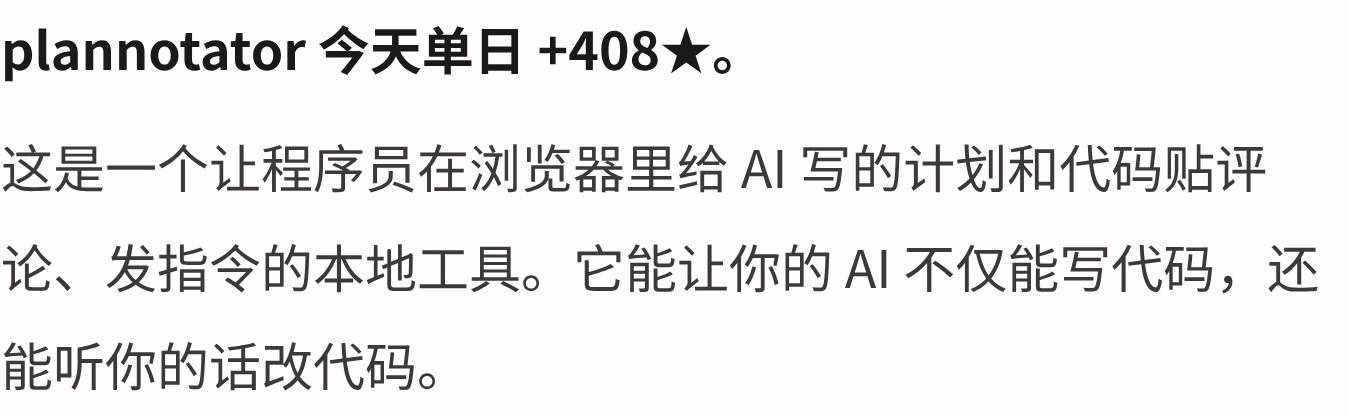 plannotator 今天单日 +408★。
这是一个让程序员在浏览器里给 AI 写的计划和代码贴评
论、发指令的本地工具。它能让你的 AI 不仅能写代码，还
能听你的话改代码。